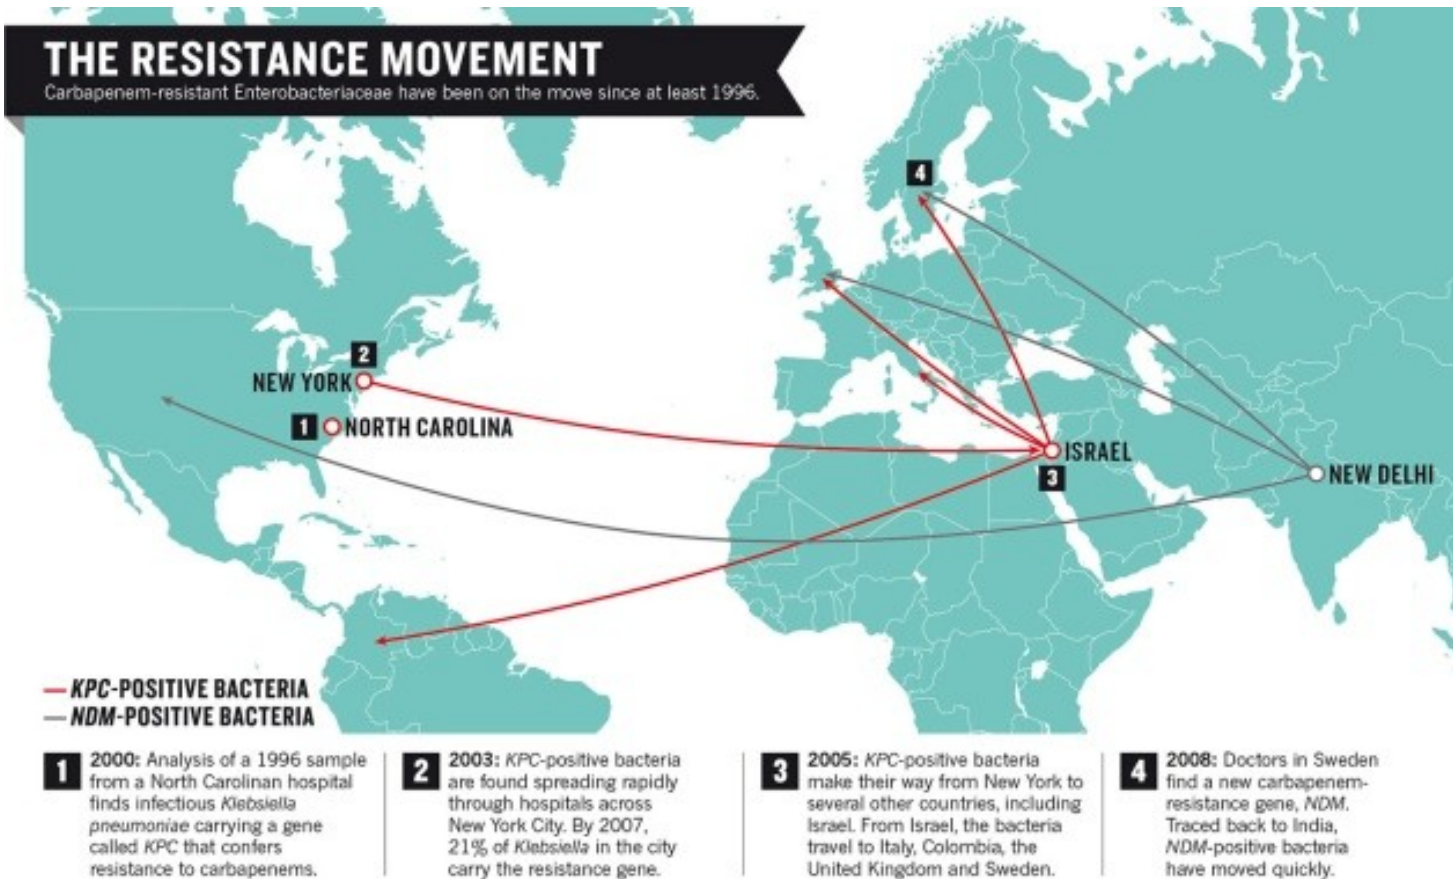 THE RESISTANCE MOVEMENT
Carbapenem-resistant Enterobacteriaceae have been on the move since at least 1996.
4
2
NEW YORK
1
NORTH CAROLINA
ISRAEL
3
NEW DELHI
KPC-POSITIVE BACTERIA
NDM-POSITIVE BACTERIA
1
2000: Analysis of a 1996 sample
from a North Carolinan hospital
finds infectious Klebsiella
pneumoniae carrying a gene
called KPC that confers
resistance to carbapenems.
2
2003: KPC-positive bacteria
are found spreading rapidly
through hospitals across
New York City. By 2007,
21% of Klebsiella in the city
carry the resistance gene.
3
2005: KPC-positive bacteria
make their way from New York to
several other countries, including
Israel. From Israel, the bacteria
travel to Italy, Colombia, the
United Kingdom and Sweden.
4
2008: Doctors in Sweden
find a new carbapenem-
resistance gene, NDM.
Traced back to India,
NDM-positive bacteria
have moved quickly.